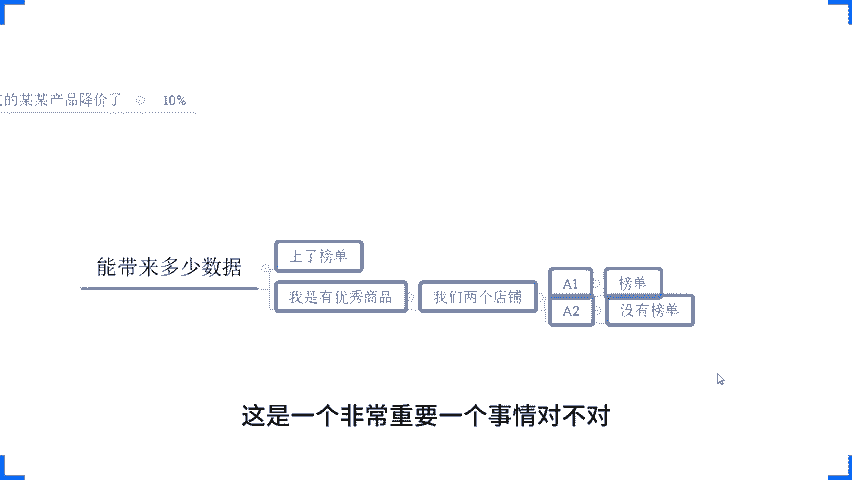 的某某产品降价了 10%
上了榜单
能带来多少数据
我是有优秀商品 我们两个店铺
A1 榜单
A2 没有榜单
这是一个非常重要一个事情对不对